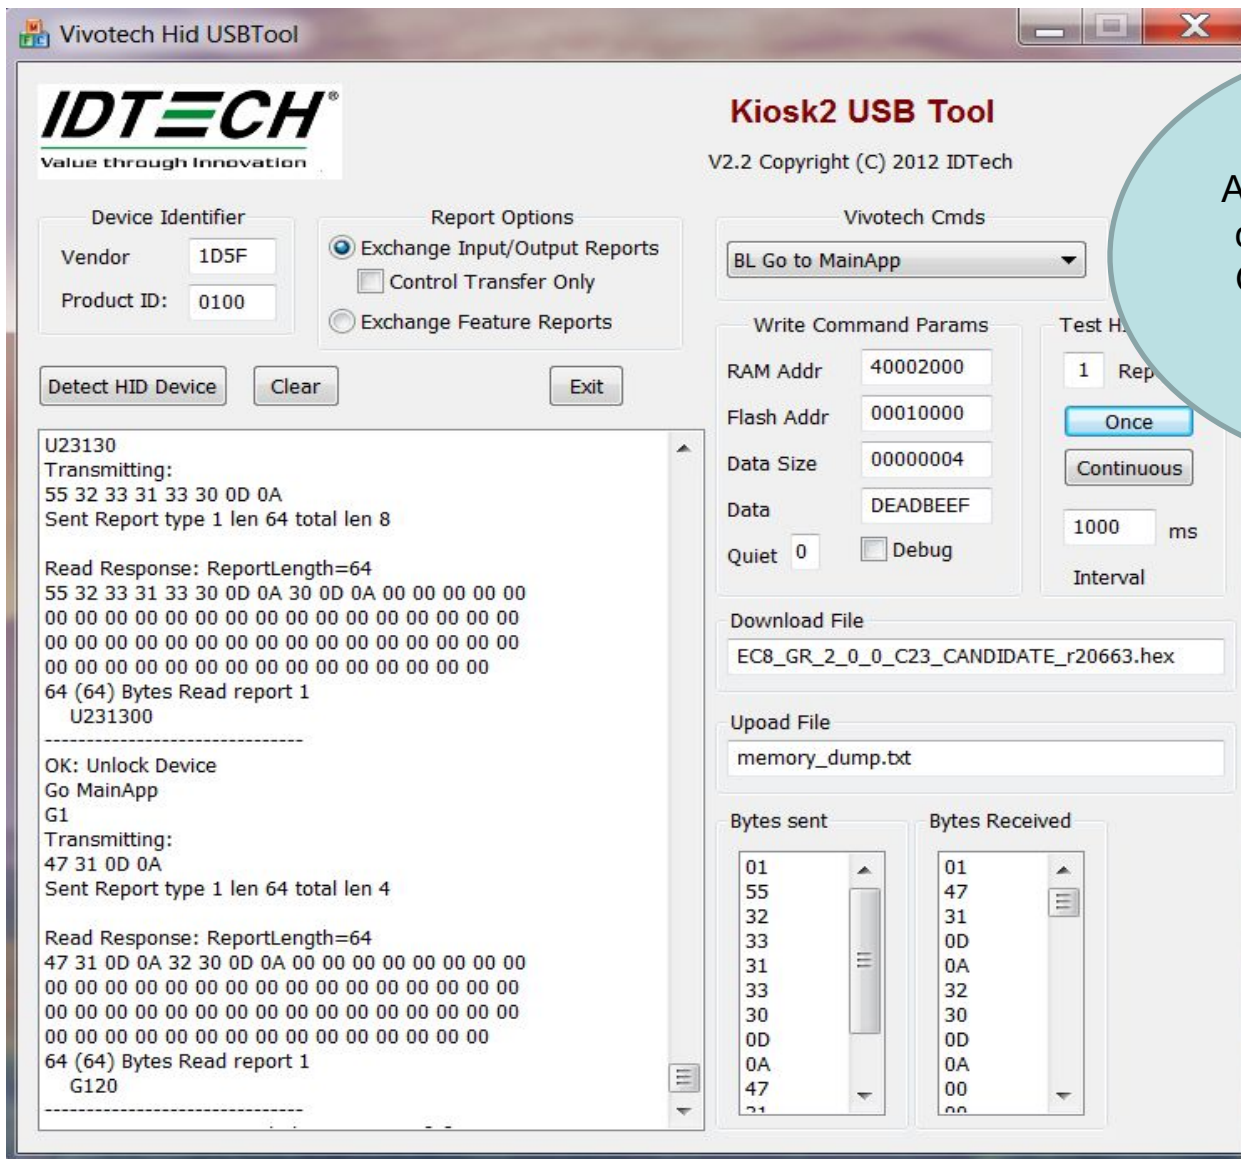 Vivotech Hid USBTool
IDTECH®
Value through Innovation
Kiosk2 USB Tool
V2.2 Copyright (C) 2012 IDTech
Device Identifier
Vendor 1D5F
Product ID: 0100
Report Options
Exchange Input/Output Reports
Control Transfer Only
Exchange Feature Reports
Vivotech Cmds
BL Go to MainApp
Detect HID Device
Clear
Exit
Write Command Params
RAM Addr 40002000
Flash Addr 00010000
Data Size 00000004
Data DEADBEEF
Quiet 0
Debug
Test
1
Once
Continuous
1000 ms
Interval
U23130
Transmitting:
55 32 33 31 33 30 0D 0A
Sent Report type 1 len 64 total len 8
Read Response: ReportLength=64
55 32 33 31 33 30 0D 0A 30 0D 0A 00 00 00 00 00
00 00 00 00 00 00 00 00 00 00 00 00 00 00 00 00
00 00 00 00 00 00 00 00 00 00 00 00 00 00 00 00
00 00 00 00 00 00 00 00 00 00 00 00 00 00 00
64 (64) Bytes Read report 1
U231300
-------------------------------
OK: Unlock Device
Go MainApp
G1
Transmitting:
47 31 0D 0A
Sent Report type 1 len 64 total len 4
Read Response: ReportLength=64
47 31 0D 0A 32 30 0D 0A 00 00 00 00 00 00 00 00
00 00 00 00 00 00 00 00 00 00 00 00 00 00 00 00
00 00 00 00 00 00 00 00 00 00 00 00 00 00 00 00
00 00 00 00 00 00 00 00 00 00 00 00 00 00 00
64 (64) Bytes Read report 1
G120
-------------------------------
Download File
EC8_GR_2_0_0_C23_CANDIDATE_r20663.hex
Upoad File
memory_dump.txt
Bytes sent
01
55
32
33
31
33
30
0D
0A
47
Bytes Received
01
47
31
0D
0A
32
30
0D
0A
00